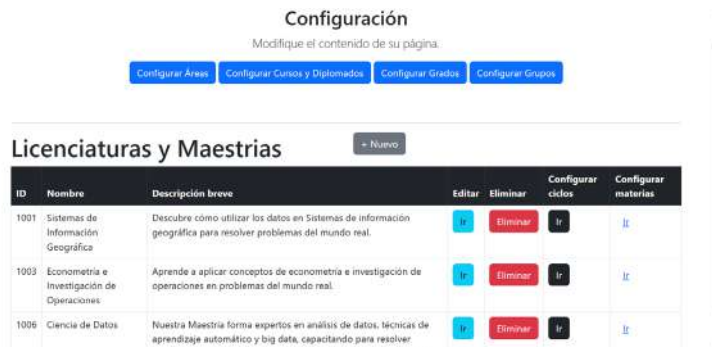 Configuración
Modifique el contenido de su página.
Configurar Áreas Configurar Cursos y Diplomados Configurar Grados Configurar Grupos
Licenciaturas y Maestrias + Nuevo
ID Nombre Descripción breve Editar Eliminar Configurar ciclos Configurar materias
1001 Sistemas de Información Geográfica Descubre cómo utilizar los datos en Sistemas de información geográfica para resolver problemas del mundo real. Ir Eliminar Ir Ir
1003 Econometría e Investigación de Operaciones Aprende a aplicar conceptos de econometría e investigación de operaciones en problemas del mundo real. Ir Eliminar Ir Ir
1006 Ciencia de Datos Nuestra Maestría forma expertos en análisis de datos, técnicas de aprendizaje automático y big data, capacitando para resolver Ir Eliminar Ir Ir